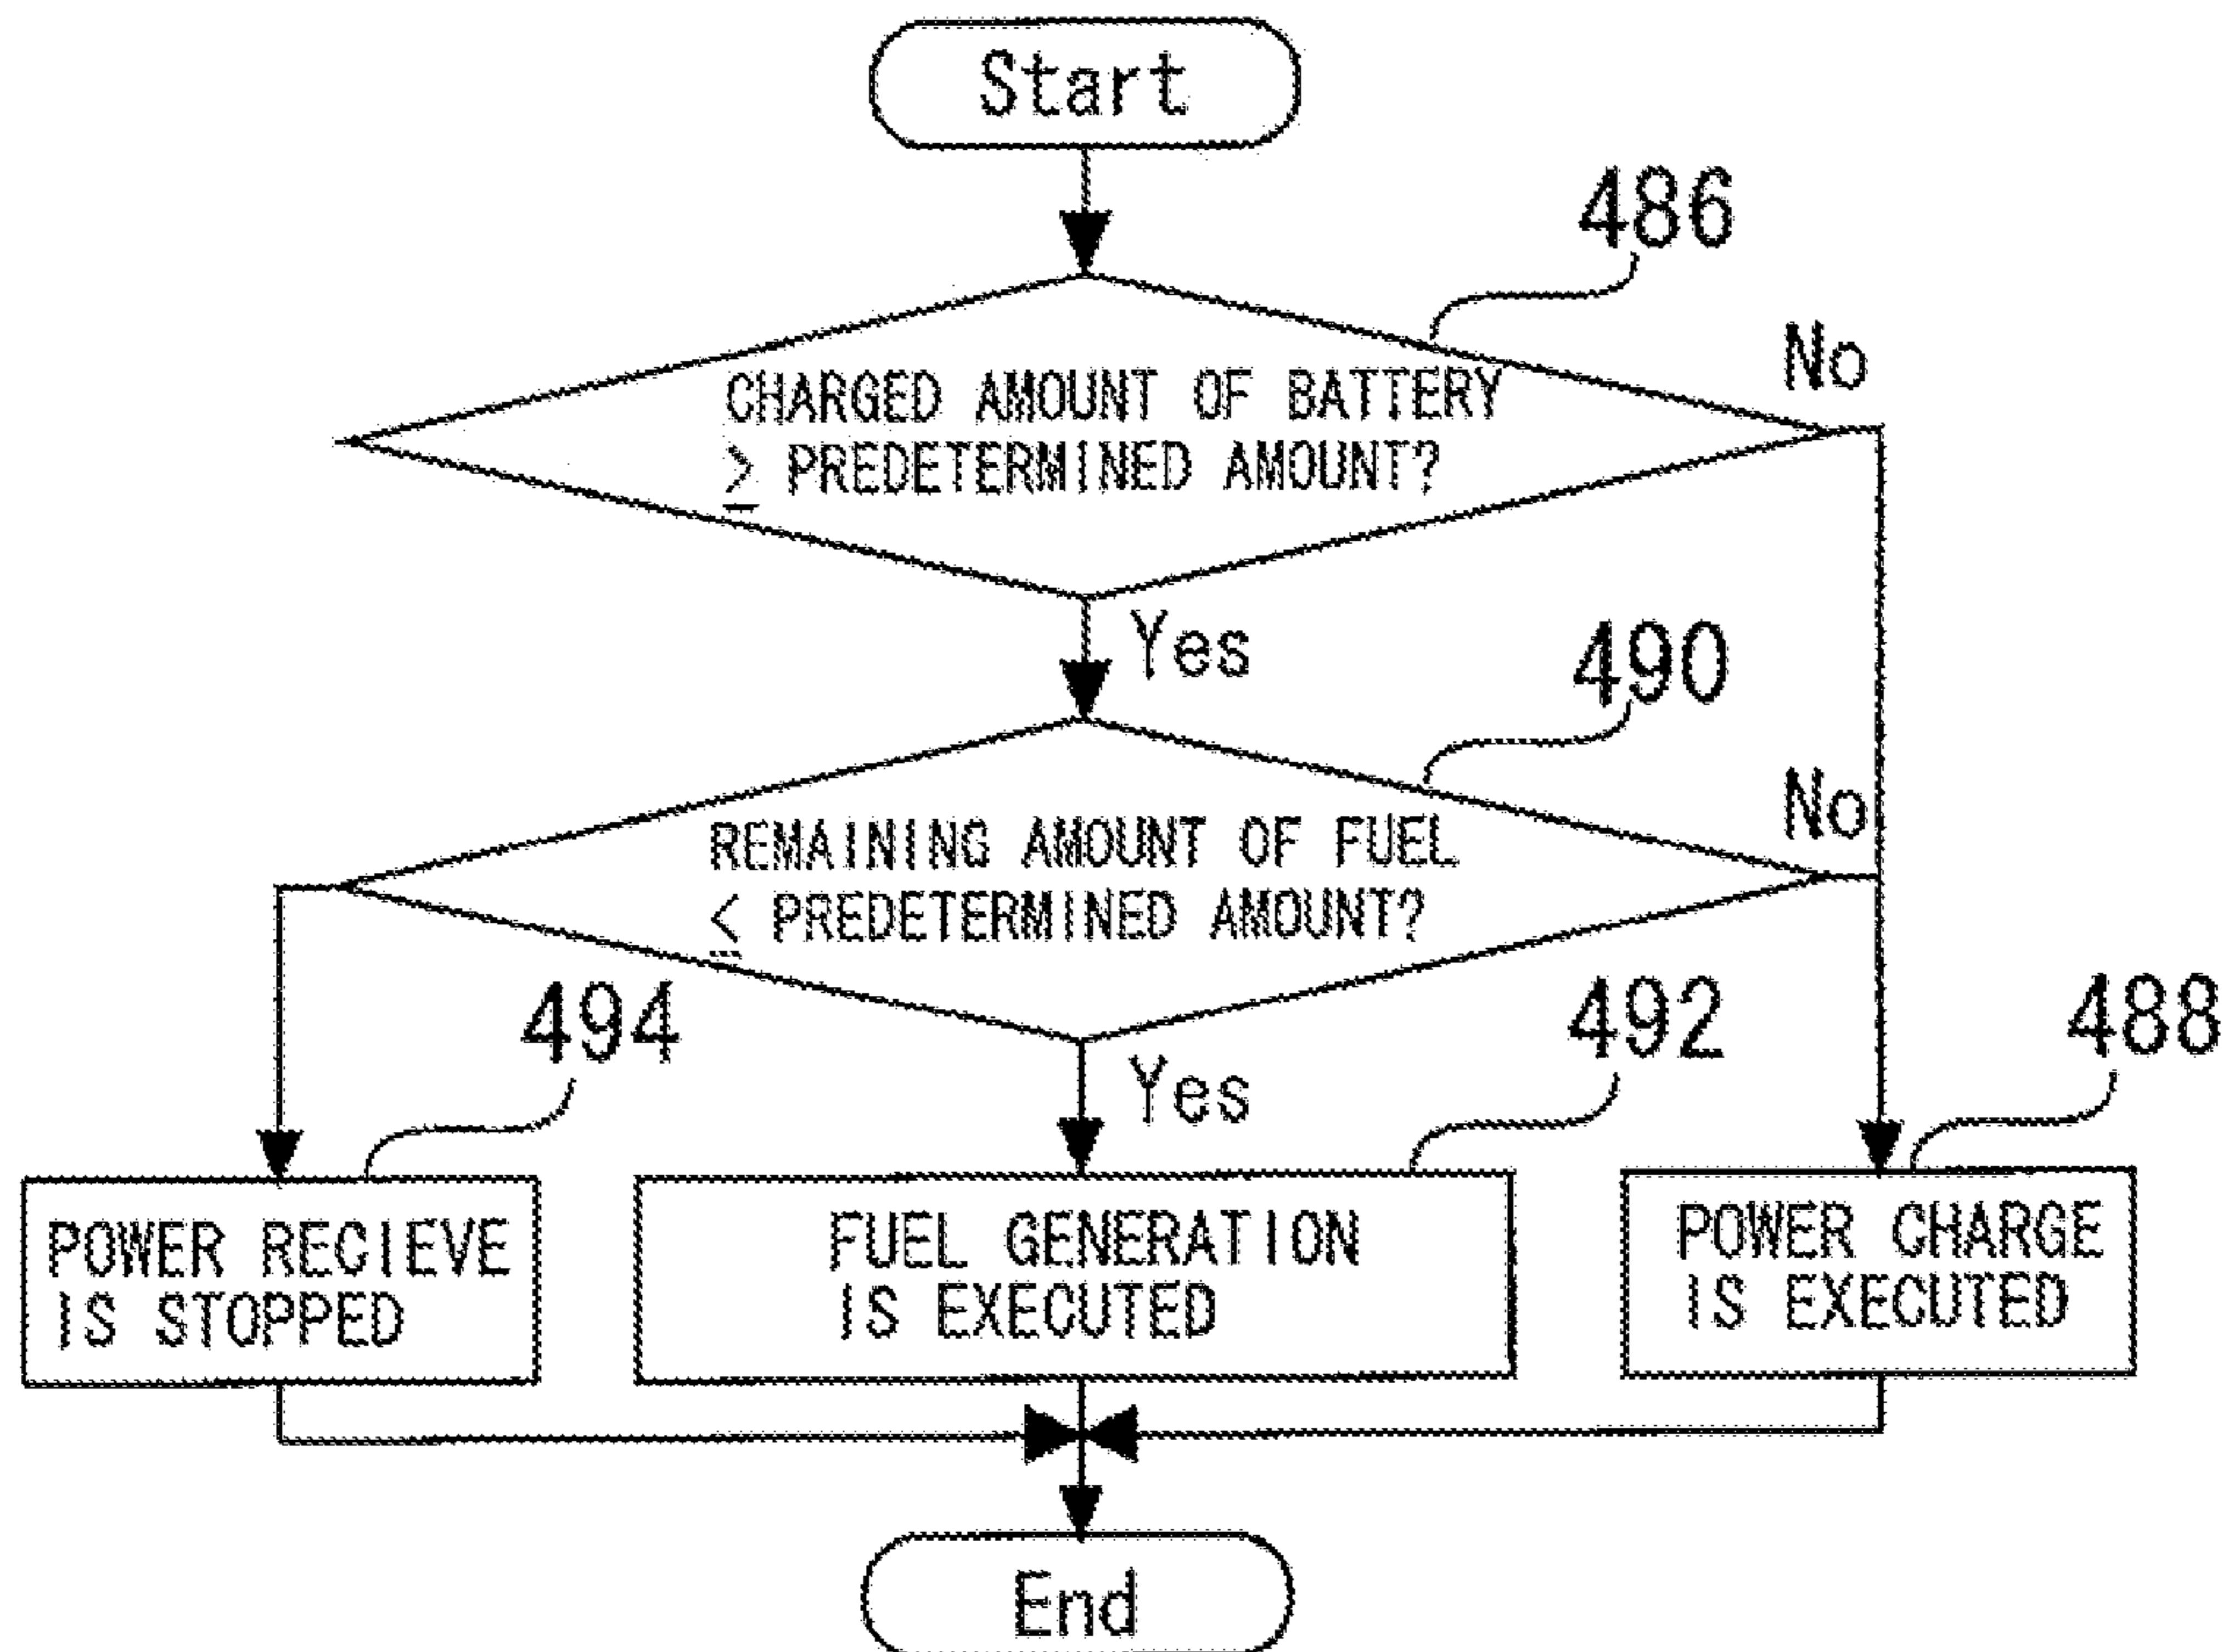 Start
486
No
CHARGED AMOUNT OF BATTERY
≥ PREDETERMINED AMOUNT?
Yes
490
No
REMAINING AMOUNT OF FUEL
≤ PREDETERMINED AMOUNT?
494
Yes
492
488
POWER RECIEVE
IS STOPPED
FUEL GENERATION
IS EXECUTED
POWER CHARGE
IS EXECUTED
End